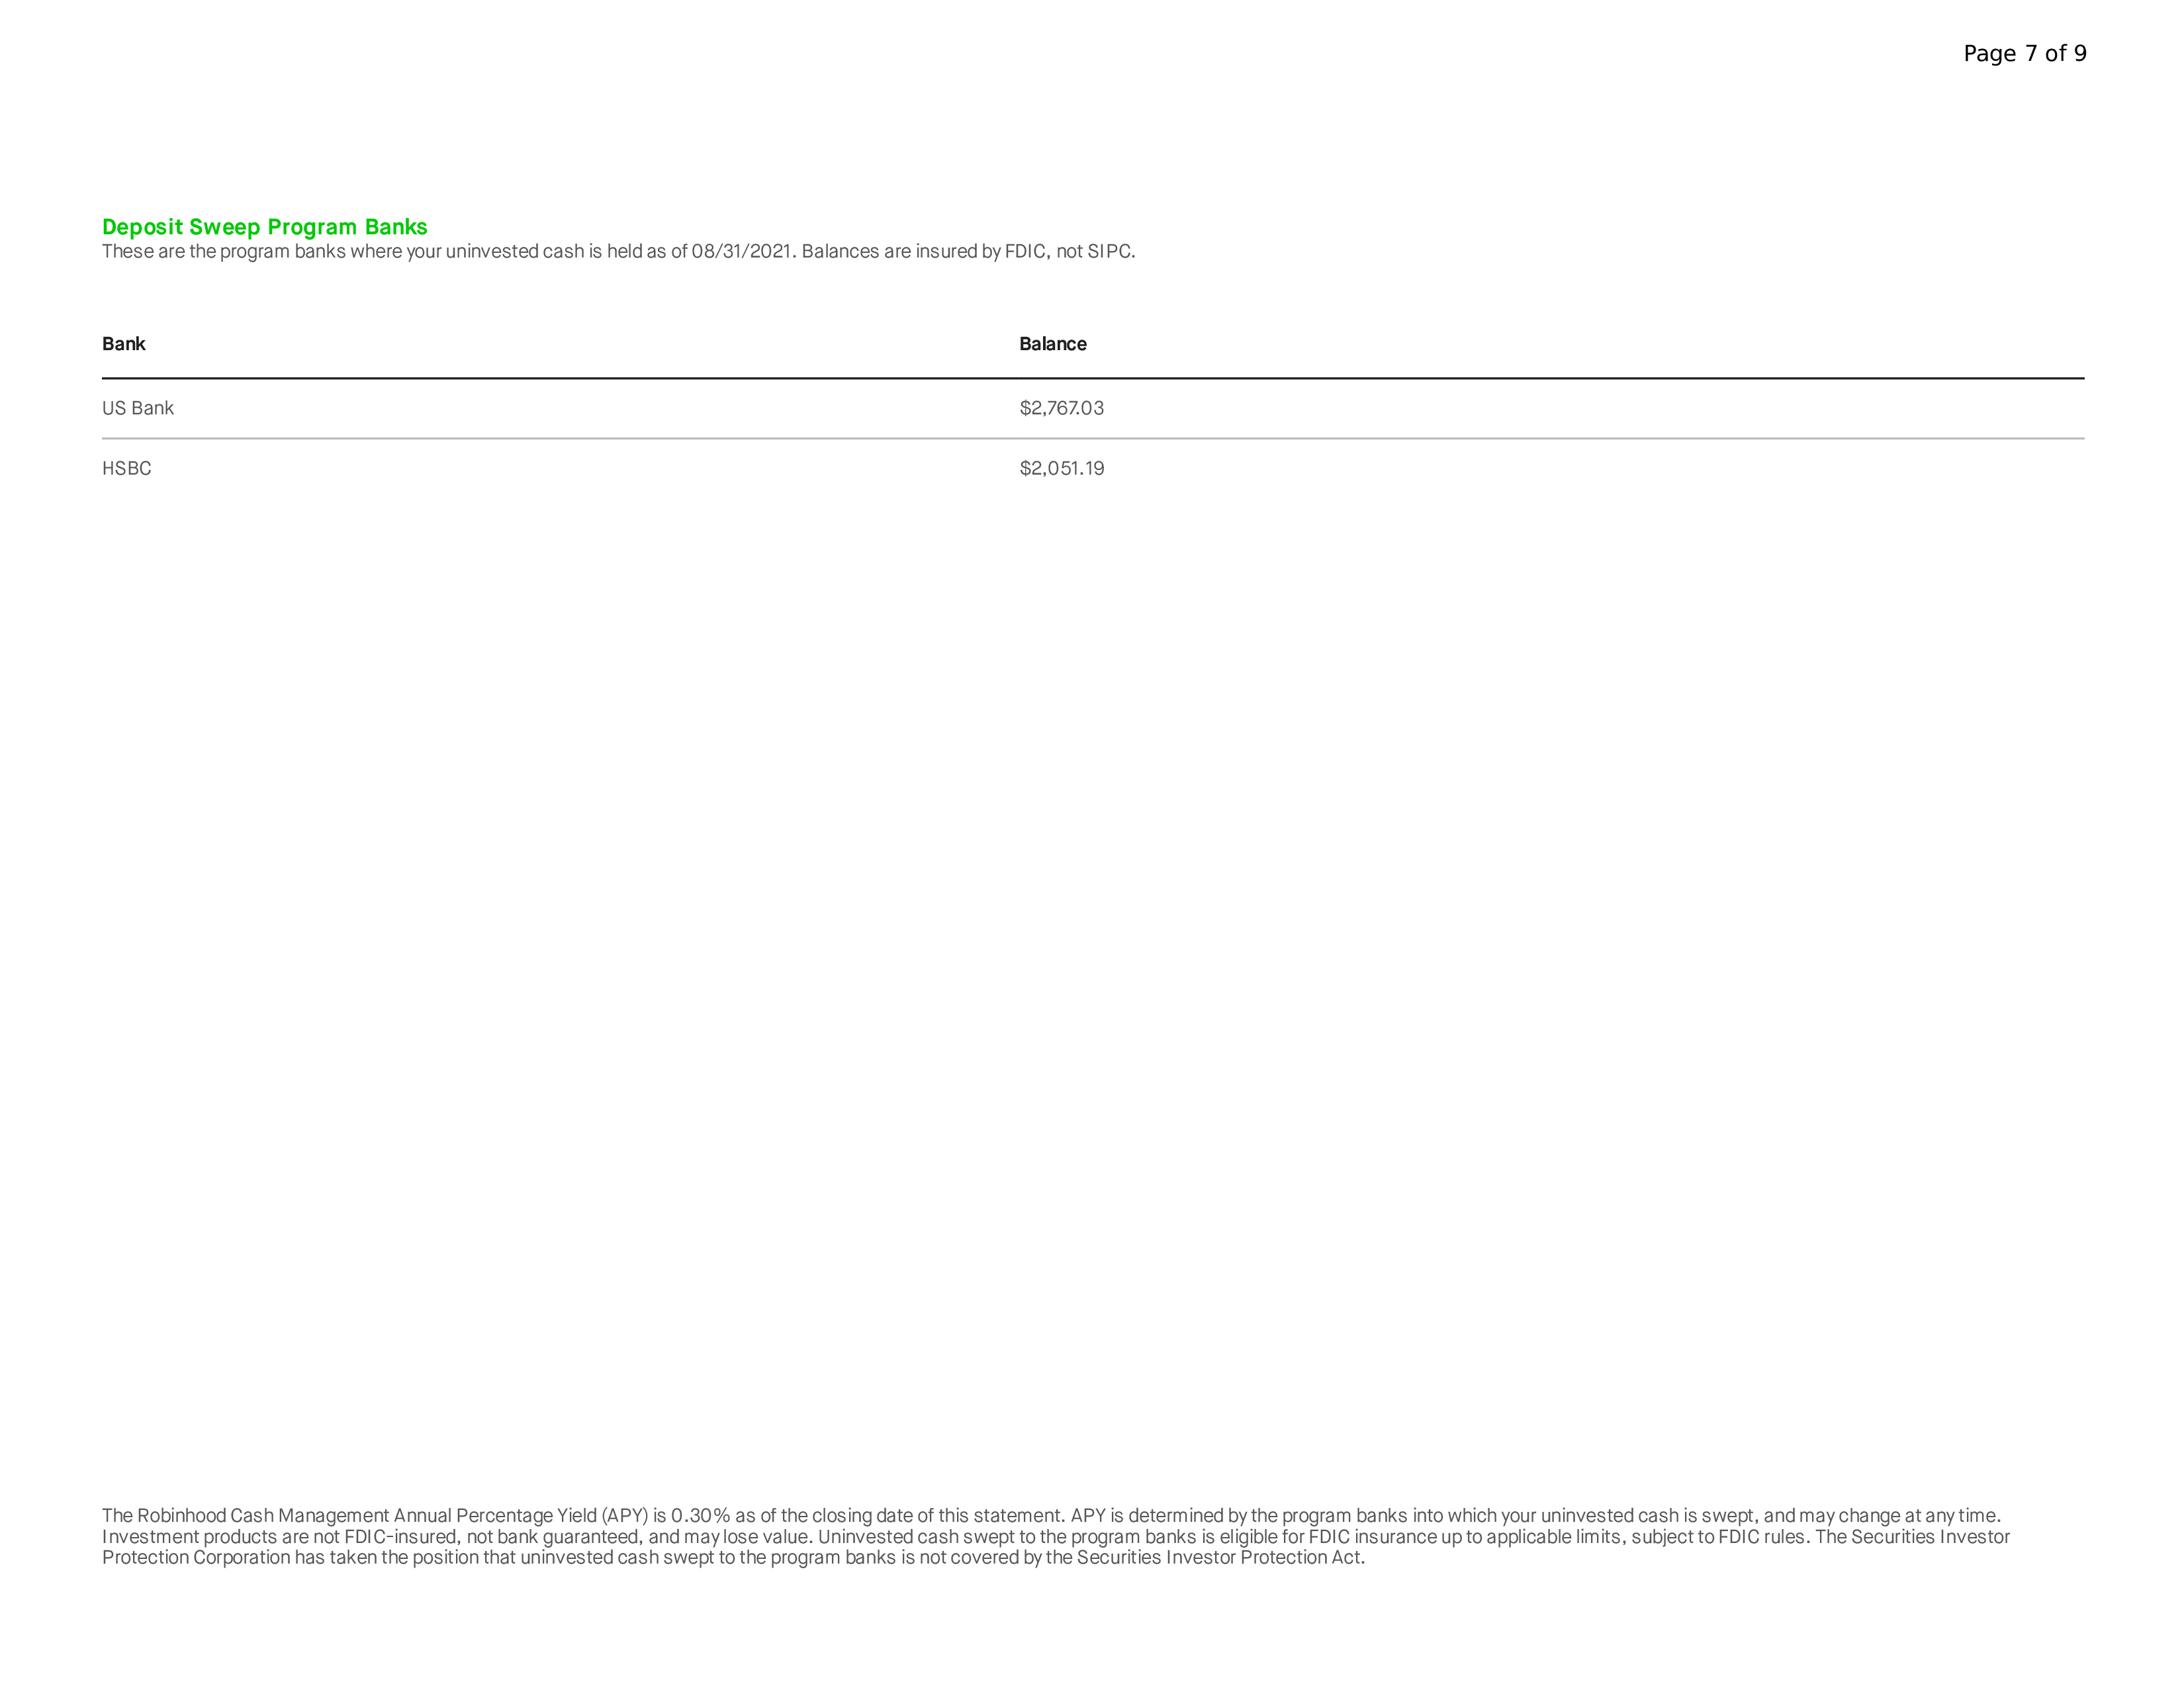 Page 7 of 9
Deposit Sweep Program Banks
These are the program banks where your uninvested cash is held as of 08/31/2021. Balances are insured by FDIC, not SIPC.
Bank Balance
US Bank $2,767.03
HSBC $2,051.19
The Robinhood Cash Management Annual Percentage Yield (APY) is 0.30% as of the closing date of this statement. APY is determined by the program banks into which your uninvested cash is swept, and may change at any time.
Investment products are not FDIC-insured, not bank guaranteed, and may lose value. Uninvested cash swept to the program banks is eligible for FDIC insurance up to applicable limits, subject to FDIC rules. The Securities Investor
Protection Corporation has taken the position that uninvested cash swept to the program banks is not covered by the Securities Investor Protection Act.